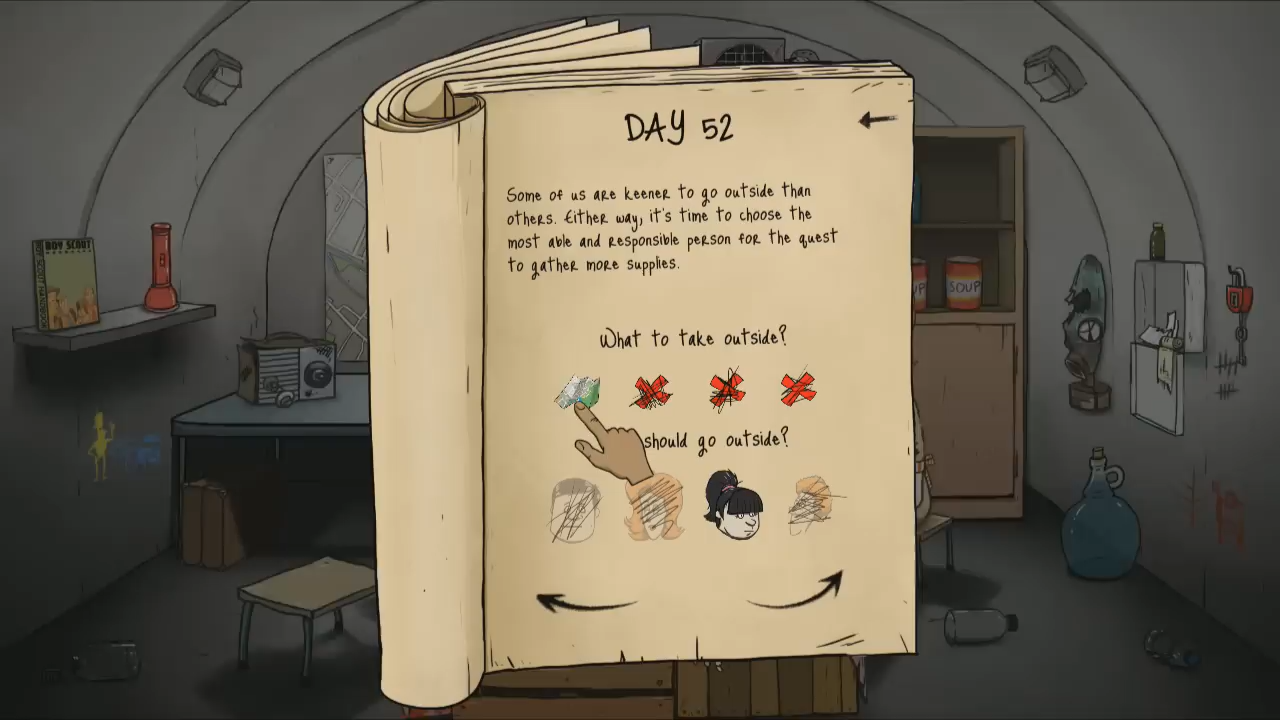 DAY 52
Some of us are keener to go outside than
others. Either way, it's time to choose the
most able and responsible person for the quest
to gather more supplies.
What to take outside?
should go outside?
BOY SCOUT
SOUP